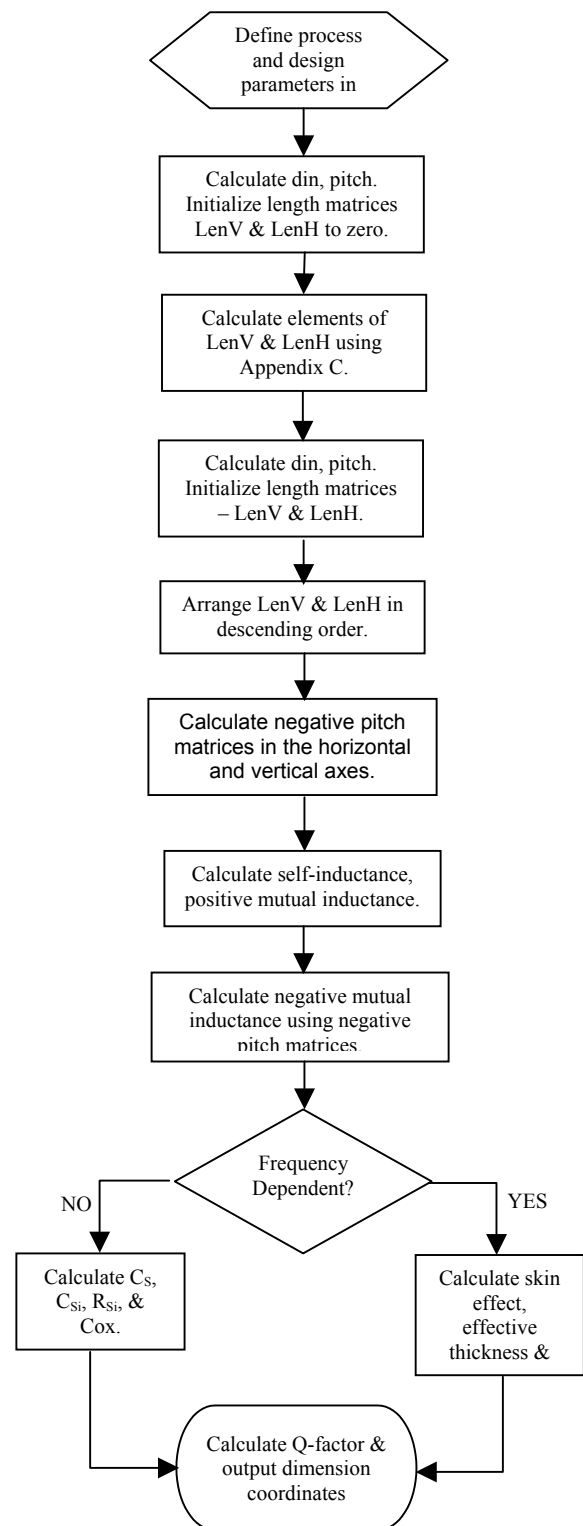 Define process
and design
parameters in
Calculate din, pitch.
Initialize length matrices
LenV & LenH to zero.
Calculate elements of
LenV & LenH using
Appendix C.
Calculate din, pitch.
Initialize length matrices
– LenV & LenH.
Arrange LenV & LenH in
descending order.
Calculate negative pitch
matrices in the horizontal
and vertical axes.
Calculate self-inductance,
positive mutual inductance.
Calculate negative mutual
inductance using negative
pitch matrices.
Frequency
Dependent?
NO
YES
Calculate CS,
CSi, RSi, &
Cox.
Calculate skin
effect,
effective
thickness &
Calculate Q-factor &
output dimension
coordinates